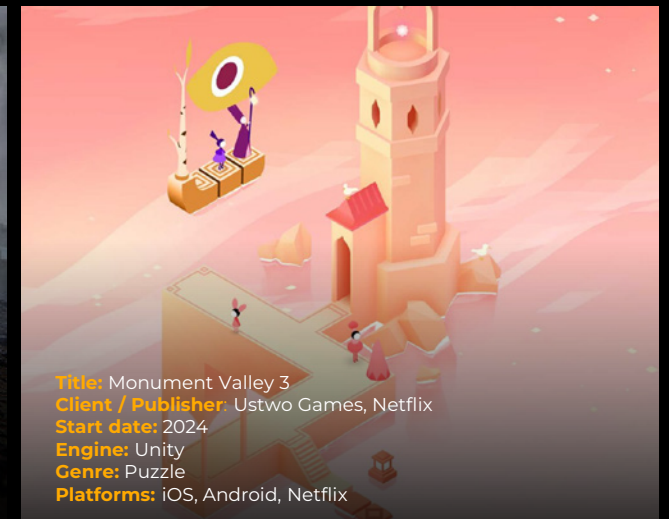 Title: Monument Valley 3
Client / Publisher: Ustwo Games, Netflix
Start date: 2024
Engine: Unity
Genre: Puzzle
Platforms: iOS, Android, Netflix